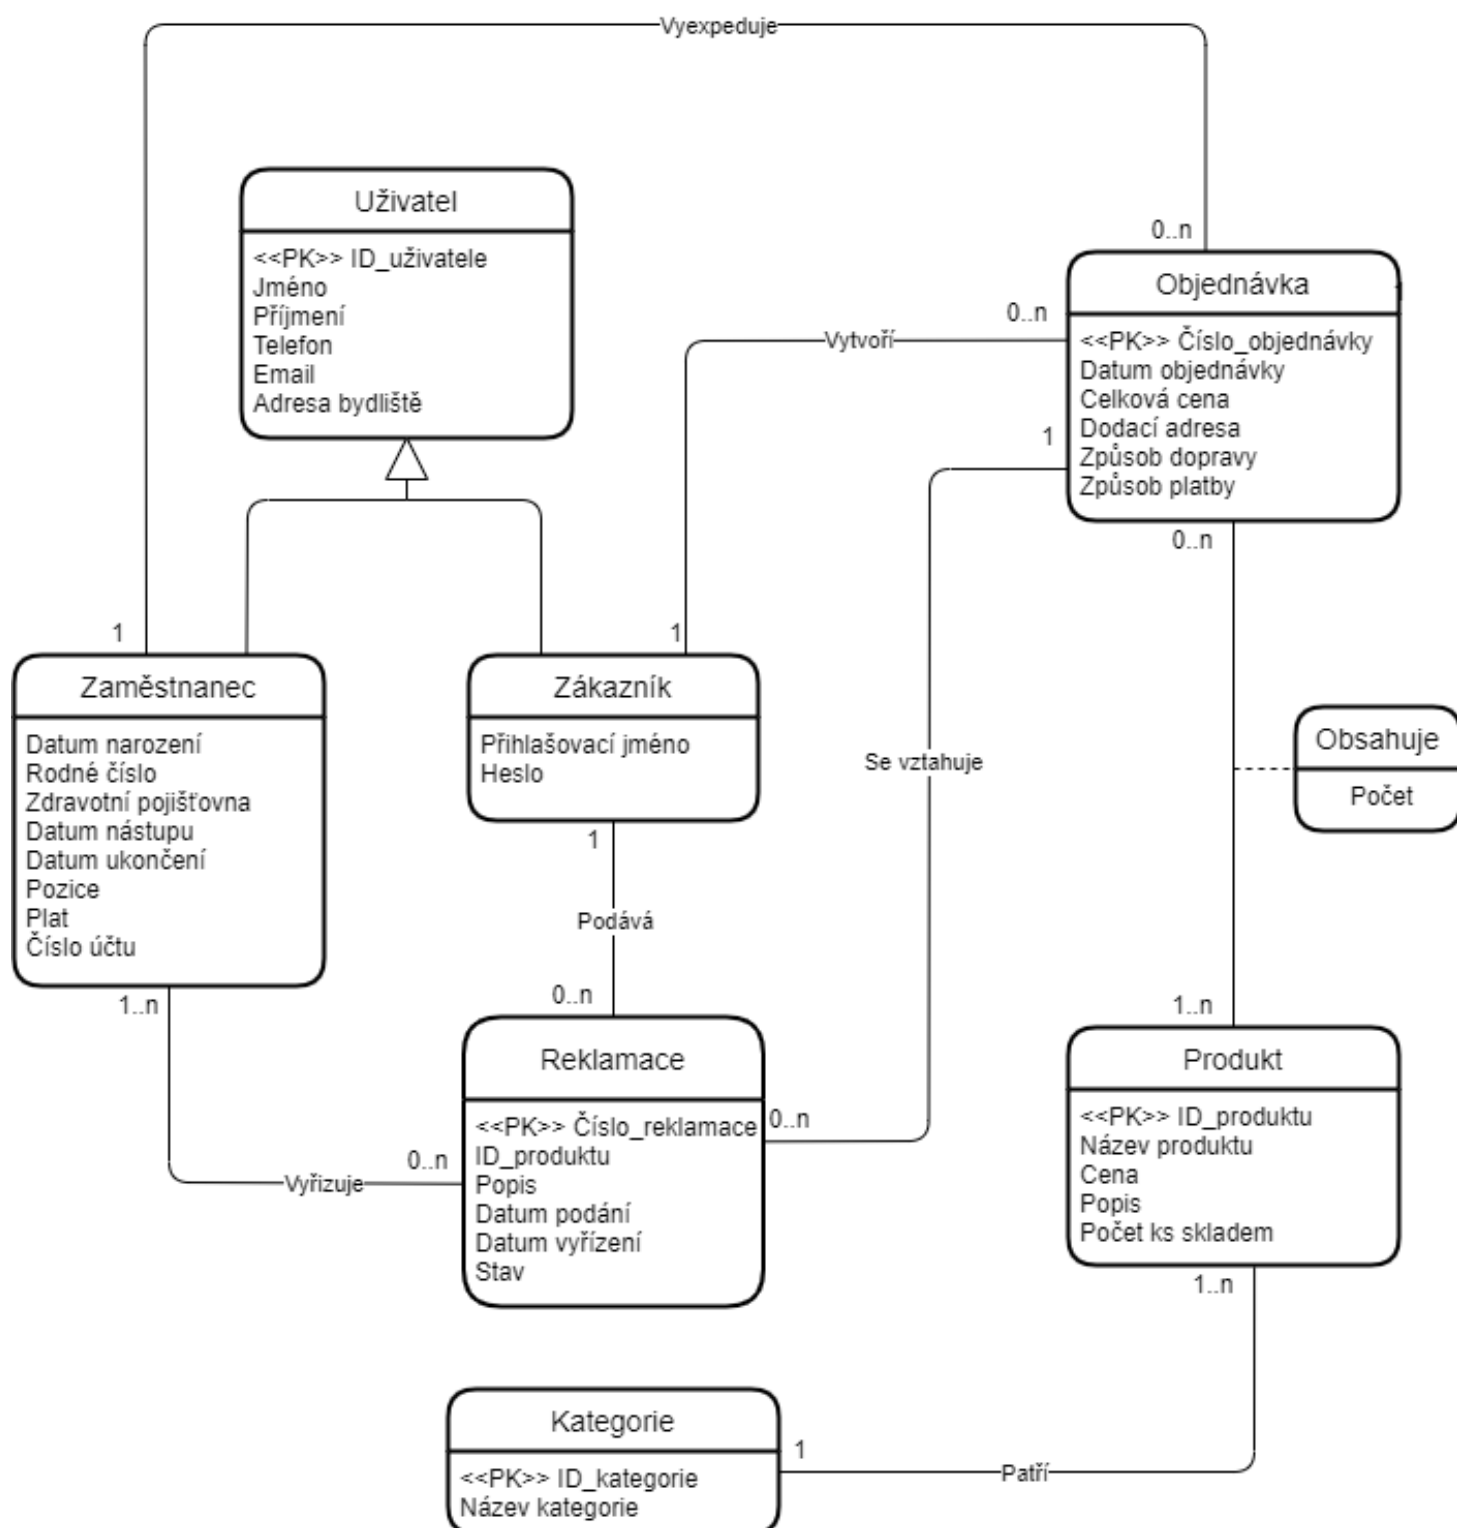 Vyexpeduje
Uživatel
<<PK>> ID_uživatele
Jméno
Příjmení
Telefon
Email
Adresa bydliště
0..n
Objednávka
<<PK>> Číslo_objednávky
Datum objednávky
Celková cena
Dodací adresa
Způsob dopravy
Způsob platby
0..n
Vytvoří
1
0..n
1
1
Zaměstnanec
Datum narození
Rodné číslo
Zdravotní pojišťovna
Datum nástupu
Datum ukončení
Pozice
Plat
Číslo účtu
Zákazník
Přihlašovací jméno
Heslo
Se vztahuje
Obsahuje
Počet
1
Podává
0..n
1..n
1..n
Reklamace
<<PK>> Číslo_reklamace
ID_produktu
Popis
Datum podání
Datum vyřízení
Stav
0..n
0..n
Vyřizuje
Produkt
<<PK>> ID_produktu
Název produktu
Cena
Popis
Počet ks skladem
1..n
Kategorie
<<PK>> ID_kategorie
Název kategorie
1
Patří